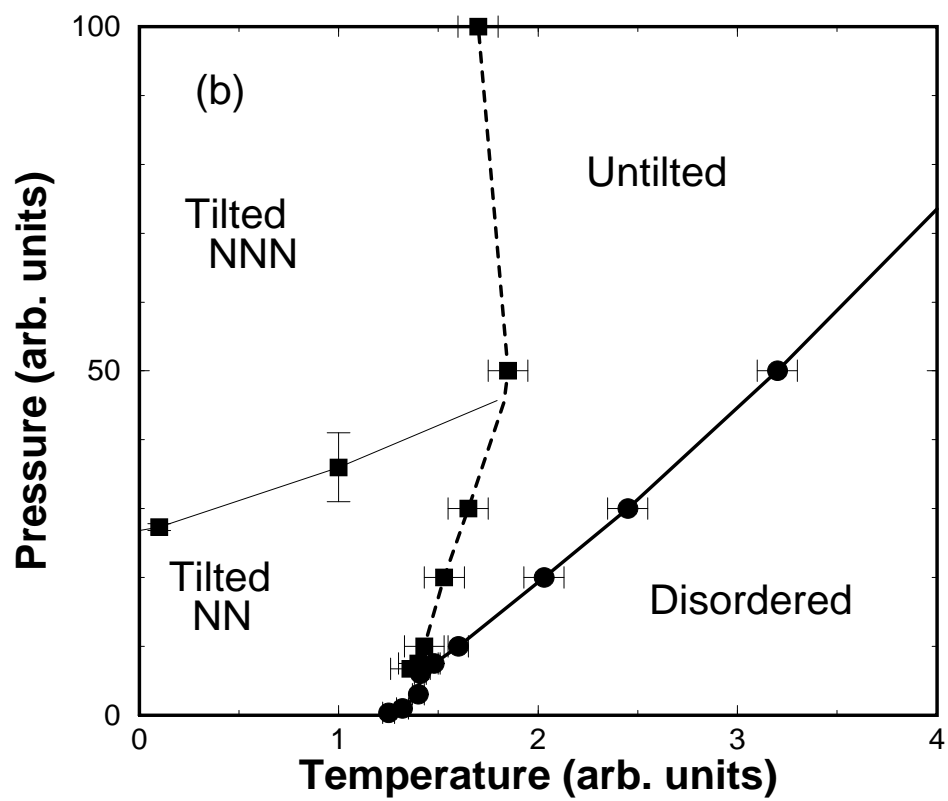 100
(b)
Untilted
Tilted
NNN
Pressure (arb. units)
50
Tilted
NN
Disordered
0
0 1 2 3 4
Temperature (arb. units)